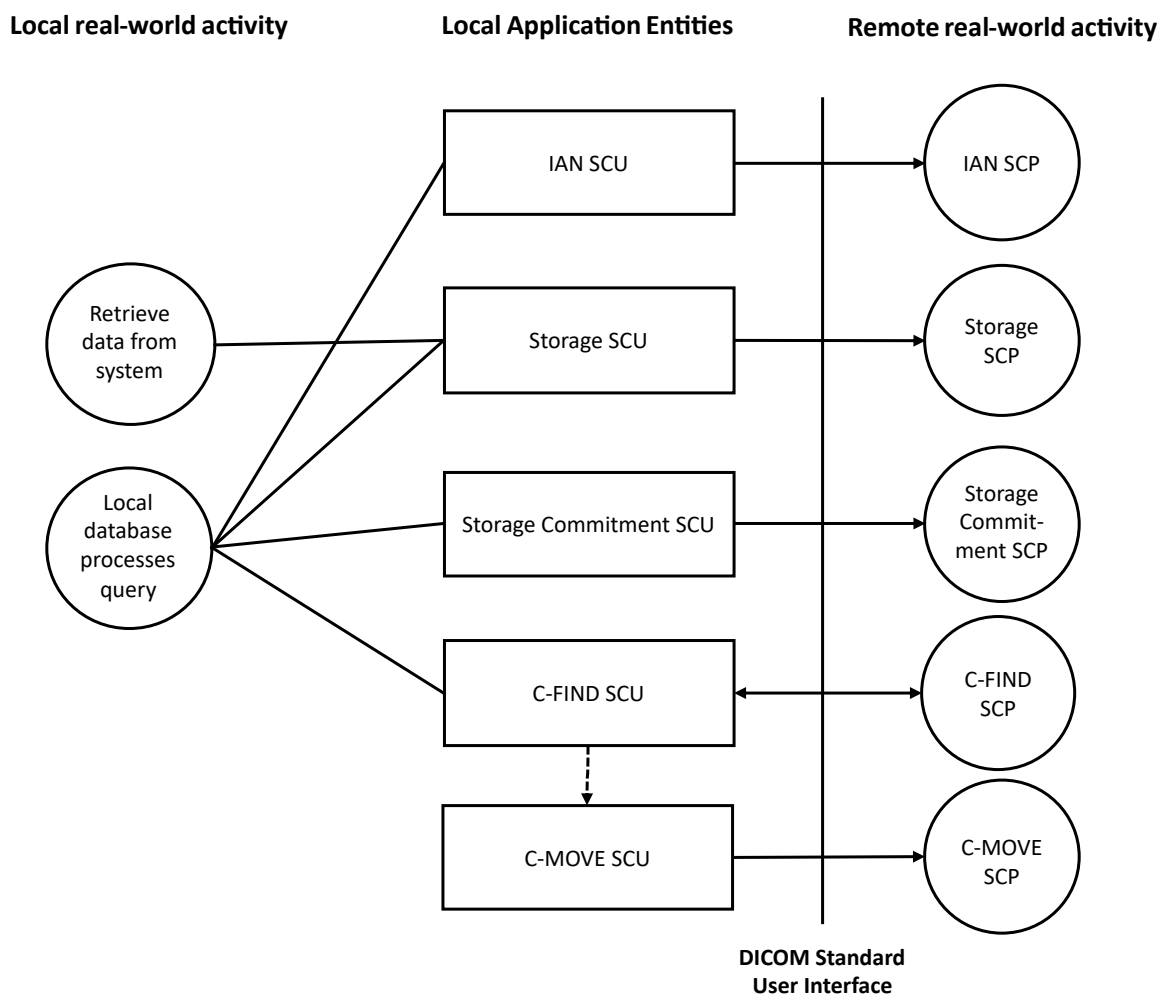 Local real-world activity
Local Application Entities
Remote real-world activity
IAN SCU
IAN SCP
Retrieve
data from
system
Storage SCU
Storage
SCP
Local
database
processes
query
Storage Commitment SCU
Storage
Commit-
ment SCP
C-FIND SCU
C-FIND
SCP
C-MOVE SCU
C-MOVE
SCP
DICOM Standard
User Interface